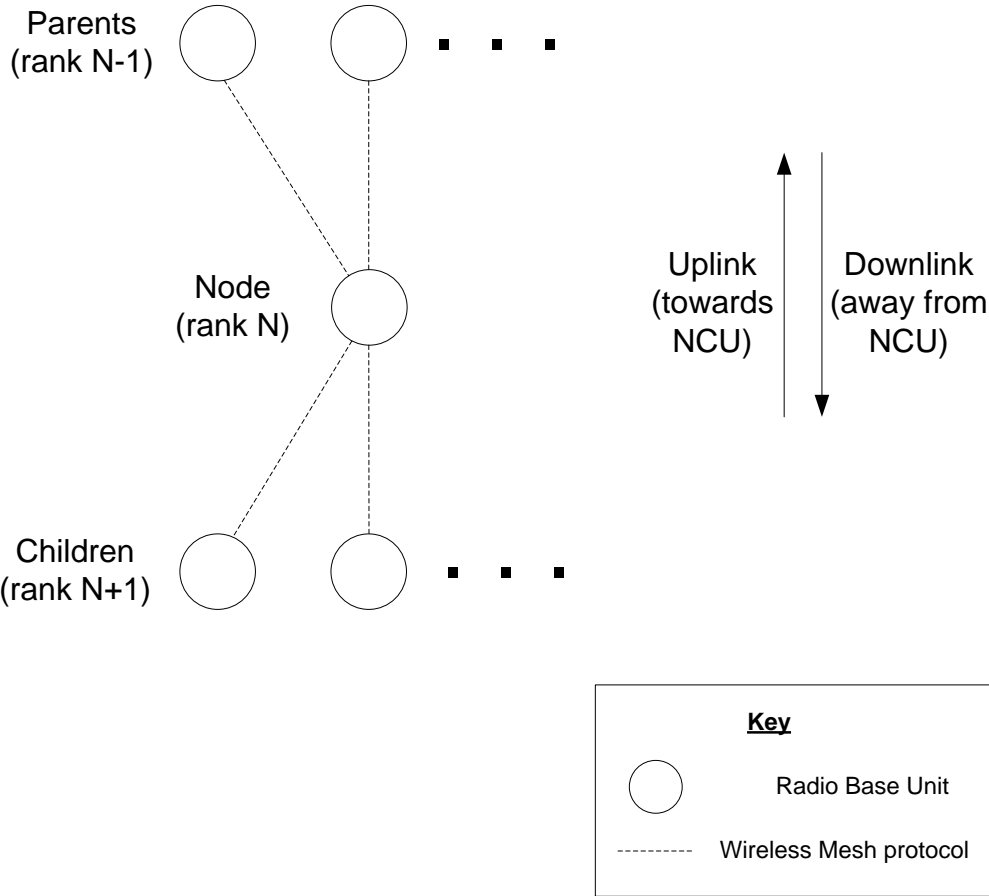 Parents
(rank N-1)
Node
(rank N)
Uplink
(towards
NCU)
Downlink
(away from
NCU)
Children
(rank N+1)
Key
Radio Base Unit
Wireless Mesh protocol